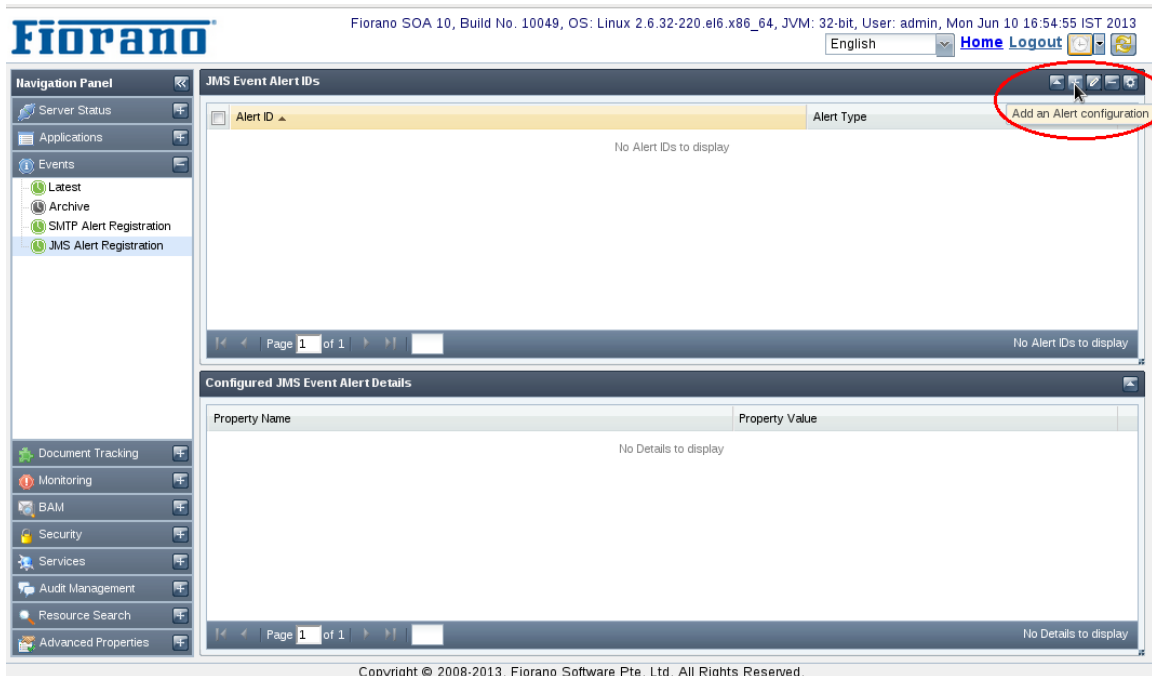 Fiorano
Fiorano SOA 10, Build No. 10049, OS: Linux 2.6.32-220.el6.x86_64, JVM: 32-bit, User: admin, Mon Jun 10 16:54:55 IST 2013
English Home Logout
Navigation Panel
Server Status
Applications
Events
Latest
Archive
SMTP Alert Registration
JMS Alert Registration
Document Tracking
Monitoring
BAM
Security
Services
Audit Management
Resource Search
Advanced Properties
JMS Event Alert IDs
Add an Alert configuration
Alert ID Alert Type
No Alert IDs to display
Page 1 of 1 No Alert IDs to display
Configured JMS Event Alert Details
Property Name Property Value
No Details to display
Page 1 of 1 No Details to display
Copyright © 2008-2013, Fiorano Software Pte. Ltd. All Rights Reserved.